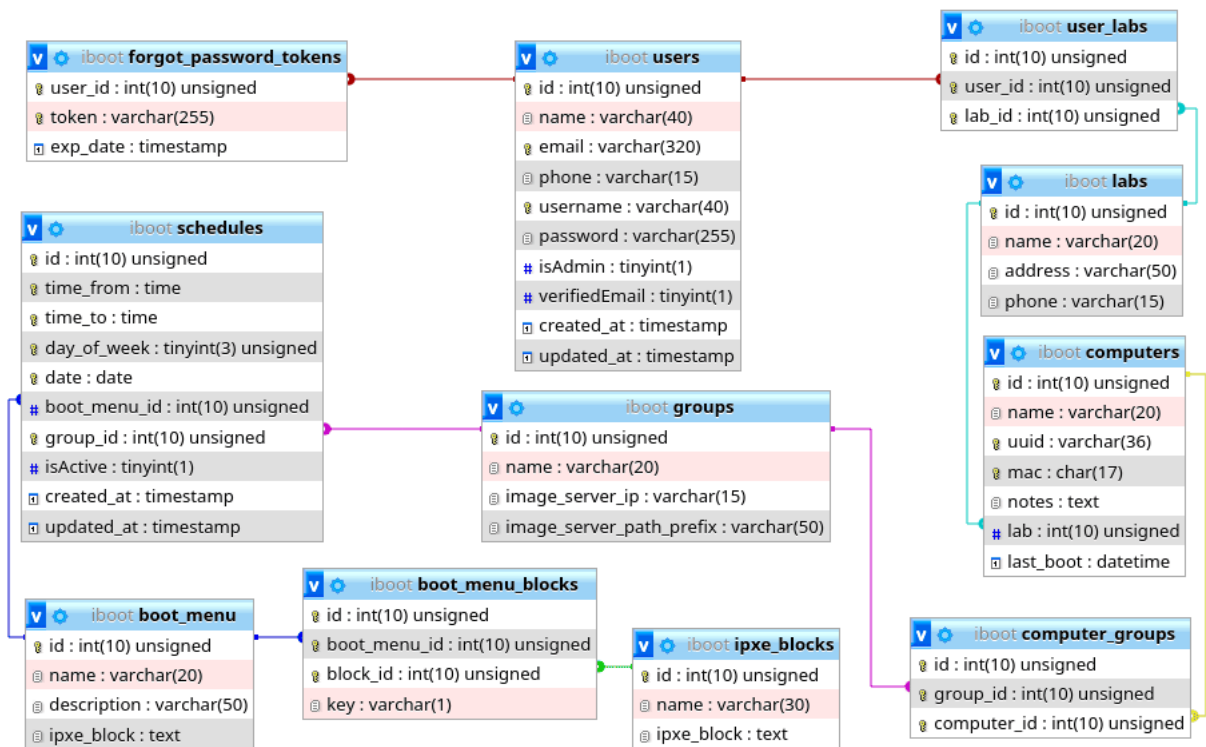 iboot forgot_password_tokens
user_id : int(10) unsigned
token : varchar(255)
exp_date : timestamp
iboot users
id : int(10) unsigned
name : varchar(40)
email : varchar(320)
phone : varchar(15)
username : varchar(40)
password : varchar(255)
isAdmin : tinyint(1)
verifiedEmail : tinyint(1)
created_at : timestamp
updated_at : timestamp
iboot user_labs
id : int(10) unsigned
user_id : int(10) unsigned
lab_id : int(10) unsigned
iboot labs
id : int(10) unsigned
name : varchar(20)
address : varchar(50)
phone : varchar(15)
iboot schedules
id : int(10) unsigned
time_from : time
time_to : time
day_of_week : tinyint(3) unsigned
date : date
boot_menu_id : int(10) unsigned
group_id : int(10) unsigned
isActive : tinyint(1)
created_at : timestamp
updated_at : timestamp
iboot groups
id : int(10) unsigned
name : varchar(20)
image_server_ip : varchar(15)
image_server_path_prefix : varchar(50)
iboot computers
id : int(10) unsigned
name : varchar(20)
uuid : varchar(36)
mac : char(17)
notes : text
lab : int(10) unsigned
last_boot : datetime
iboot boot_menu
id : int(10) unsigned
name : varchar(20)
description : varchar(50)
ipxe_block : text
iboot boot_menu_blocks
id : int(10) unsigned
boot_menu_id : int(10) unsigned
block_id : int(10) unsigned
key : varchar(1)
iboot ipxe_blocks
id : int(10) unsigned
name : varchar(30)
ipxe_block : text
iboot computer_groups
id : int(10) unsigned
group_id : int(10) unsigned
computer_id : int(10) unsigned